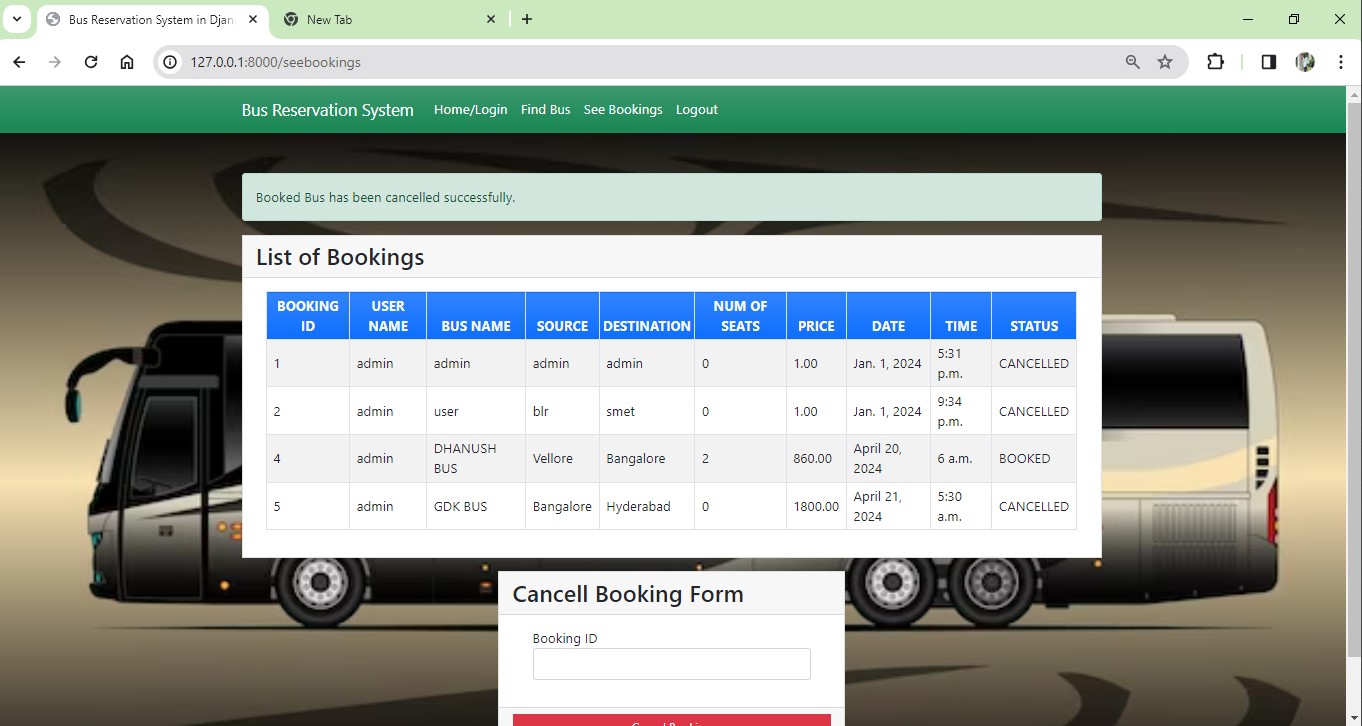 Bus Reservation System in Djan
New Tab
127.0.0.1:8000/seebookings
Bus Reservation System Home/Login Find Bus See Bookings Logout
Booked Bus has been cancelled successfully.
List of Bookings
BOOKING ID USER NAME BUS NAME SOURCE DESTINATION NUM OF SEATS PRICE DATE TIME STATUS
1 admin admin admin admin 0 1.00 Jan. 1, 2024 5:31 p.m. CANCELLED
2 admin user blr smet 0 1.00 Jan. 1, 2024 9:34 p.m. CANCELLED
4 admin DHANUSH BUS Vellore Bangalore 2 860.00 April 20, 2024 6 a.m. BOOKED
5 admin GDK BUS Bangalore Hyderabad 0 1800.00 April 21, 2024 5:30 a.m. CANCELLED
Cancell Booking Form
Booking ID